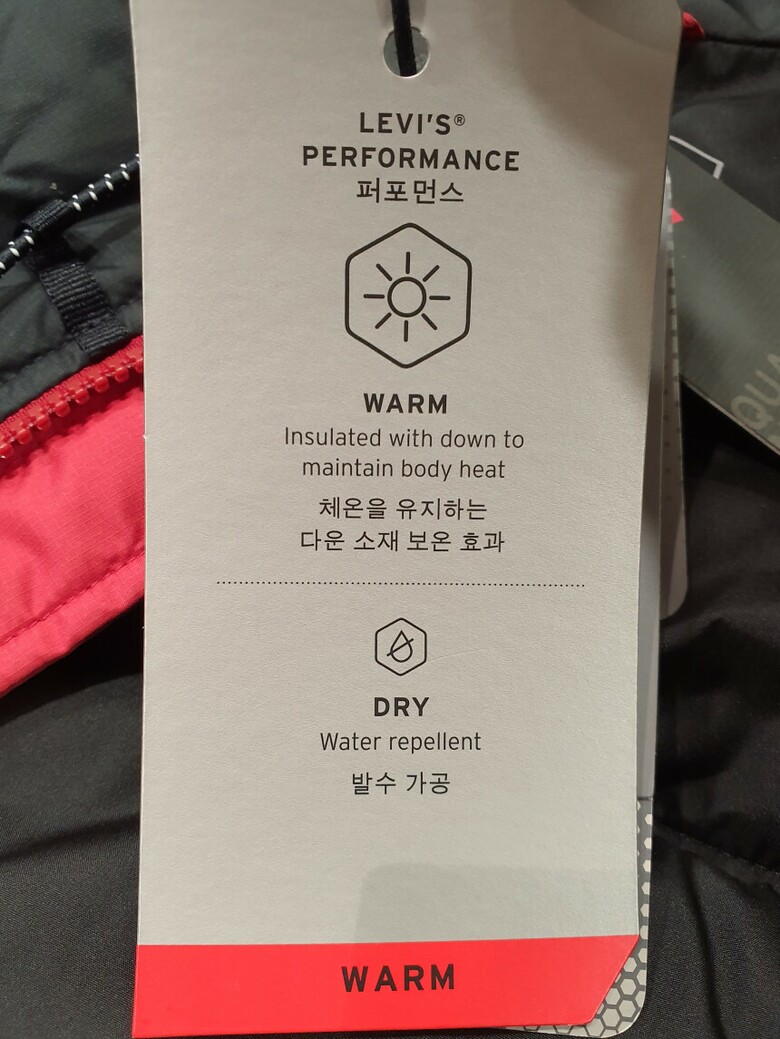 LEVI'S®
PERFORMANCE
퍼포먼스
WARM
Insulated with down to
maintain body heat
체온을 유지하는
다운 소재 보온 효과
DRY
Water repellent
발수 가공
WARM